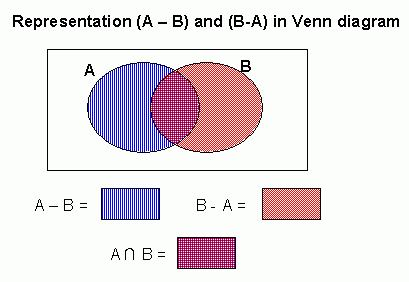 Representation (A – B) and (B-A) in Venn diagram
A
B
A – B =
B - A =
A ∩ B =